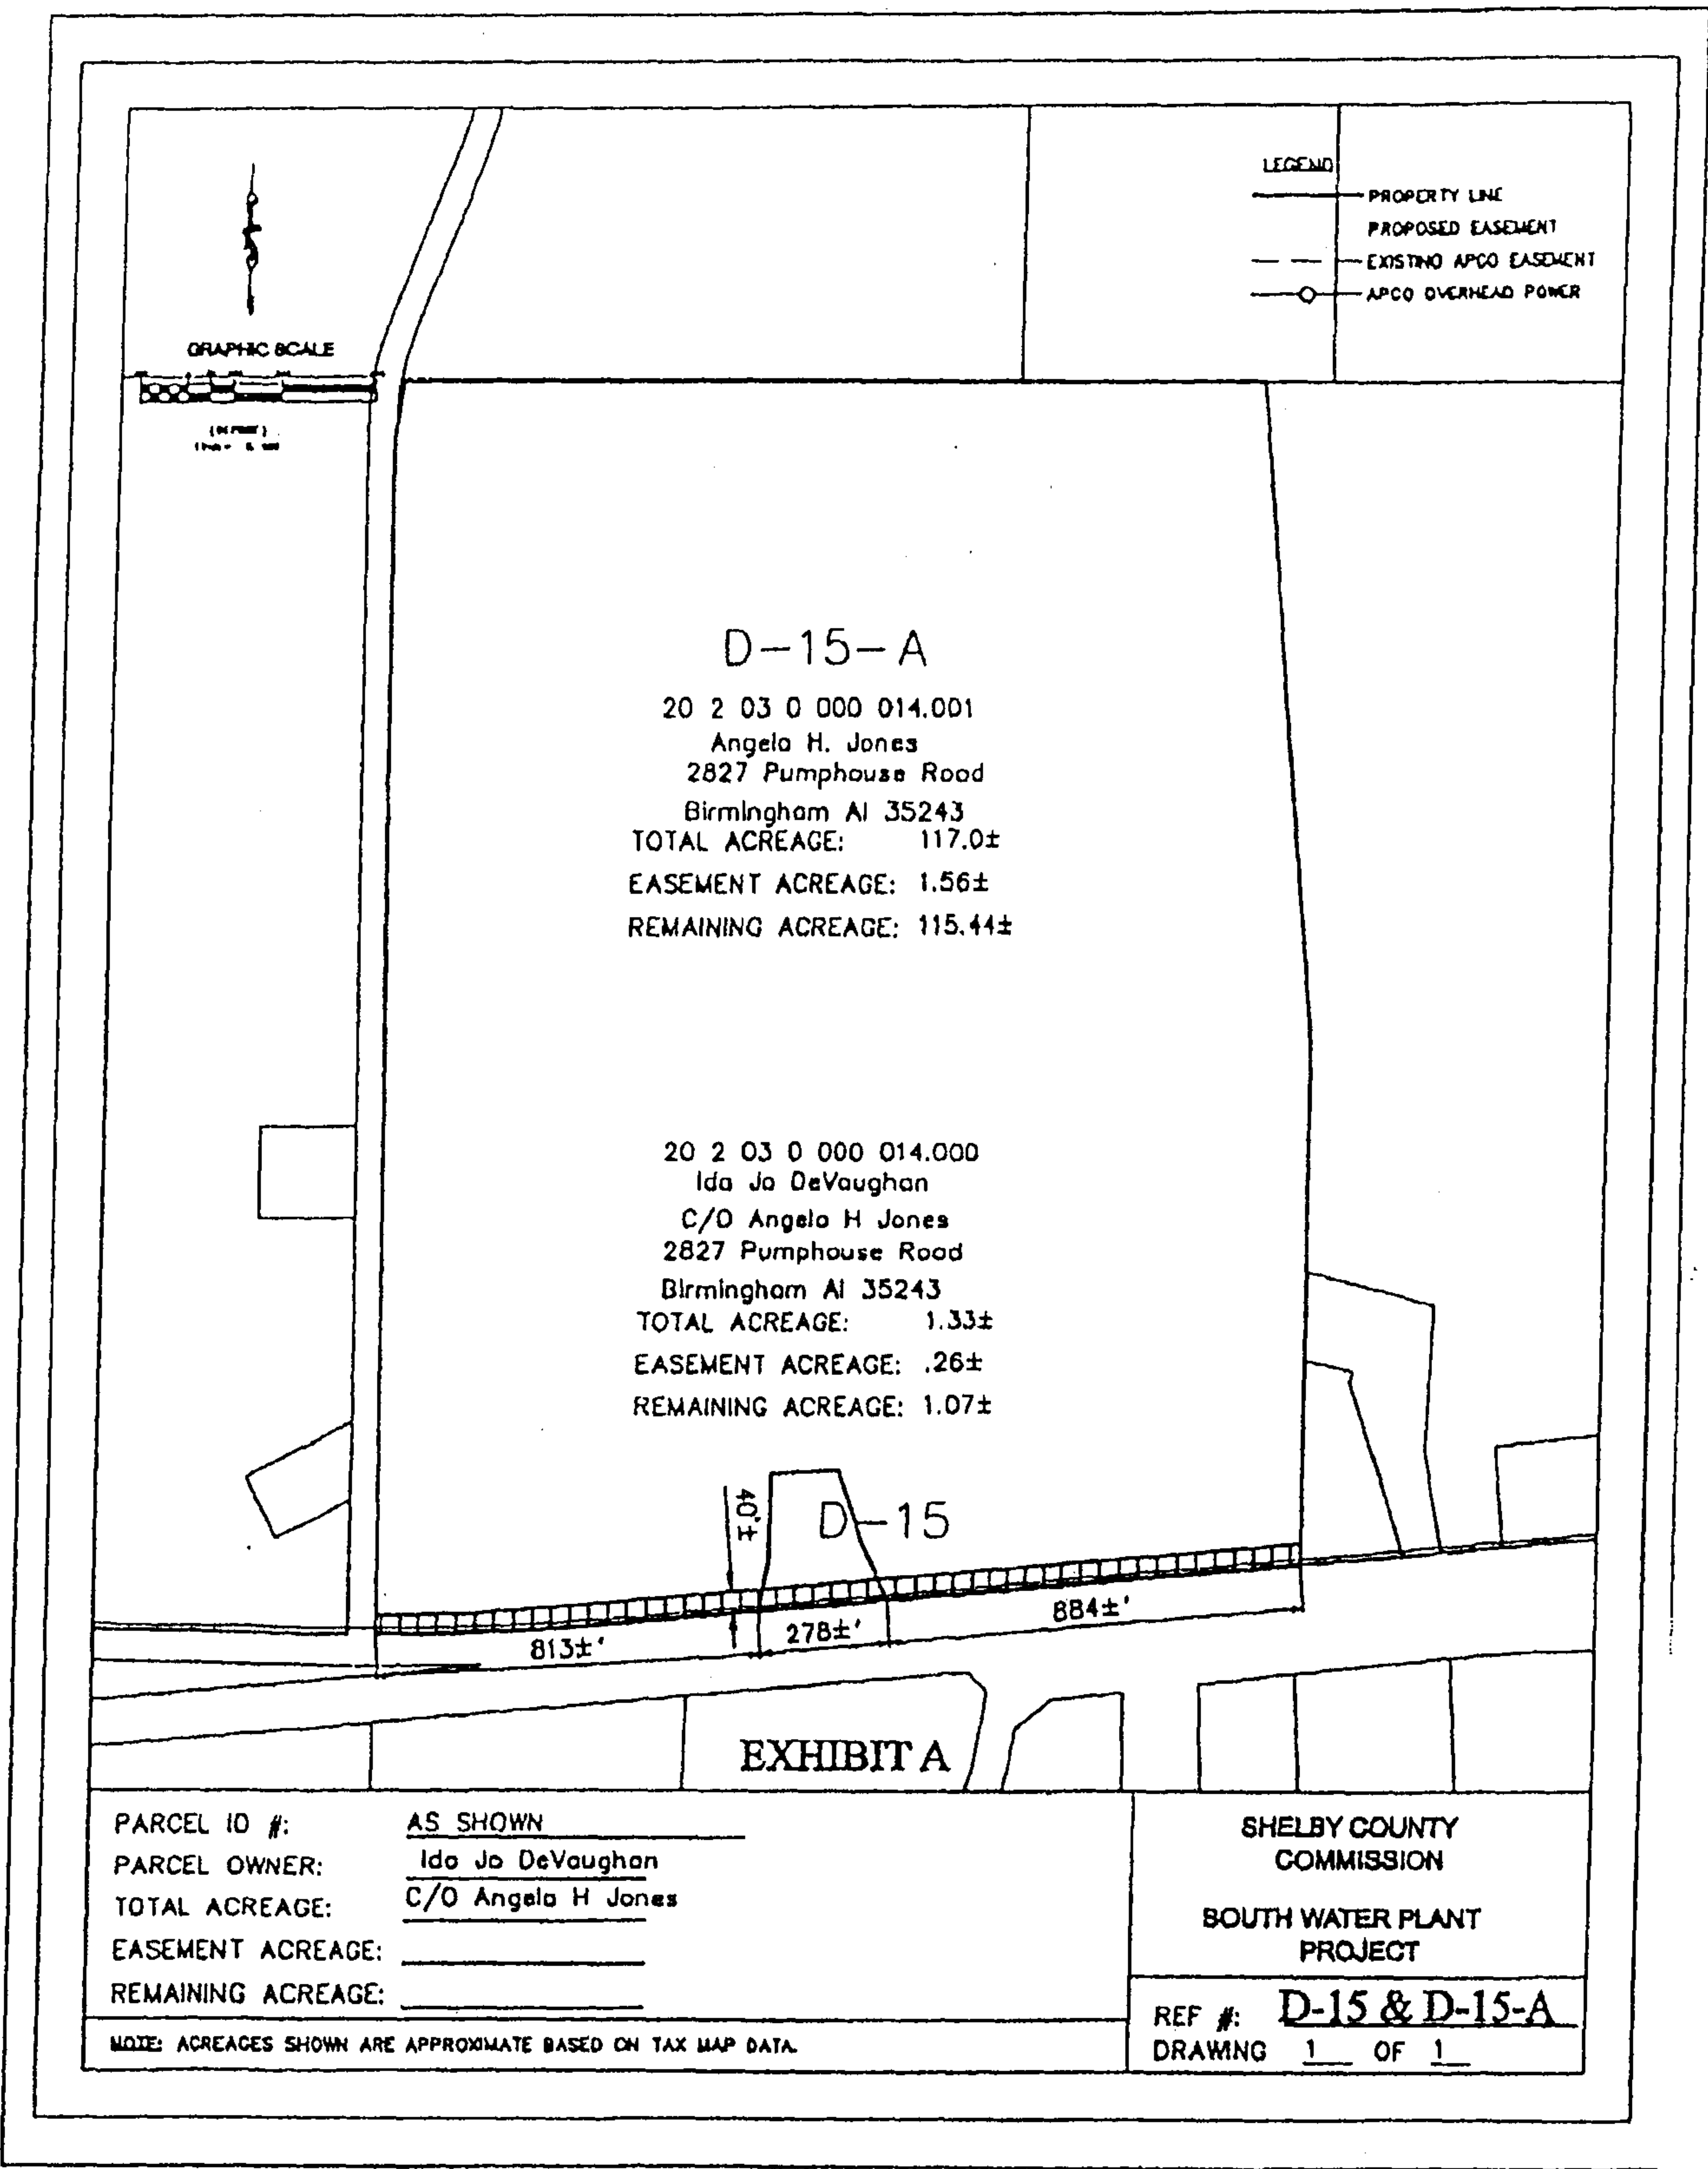 LEGEND
PROPERTY LINE
PROPOSED EASEMENT
EXISTING APCO EASEMENT
APCO OVERHEAD POWER
GRAPHIC SCALE
D-15-A
20 2 03 0 000 014.001
Angela H. Jones
2827 Pumphouse Road
Birmingham Al 35243
TOTAL ACREAGE: 117.0±
EASEMENT ACREAGE: 1.56±
REMAINING ACREAGE: 115.44±
20 2 03 0 000 014.000
Ida Jo DeVaughan
C/O Angela H Jones
2827 Pumphouse Road
Birmingham Al 35243
TOTAL ACREAGE: 1.33±
EASEMENT ACREAGE: .26±
REMAINING ACREAGE: 1.07±
40'±
D-15
813±'
278±'
884±'
EXHIBIT A
PARCEL ID #: AS SHOWN
PARCEL OWNER: Ida Jo DeVaughan
TOTAL ACREAGE: C/O Angela H Jones
EASEMENT ACREAGE:
REMAINING ACREAGE:
NOTE: ACREAGES SHOWN ARE APPROXIMATE BASED ON TAX MAP DATA.
SHELBY COUNTY
COMMISSION
SOUTH WATER PLANT
PROJECT
REF #: D-15 & D-15-A
DRAWING 1 OF 1